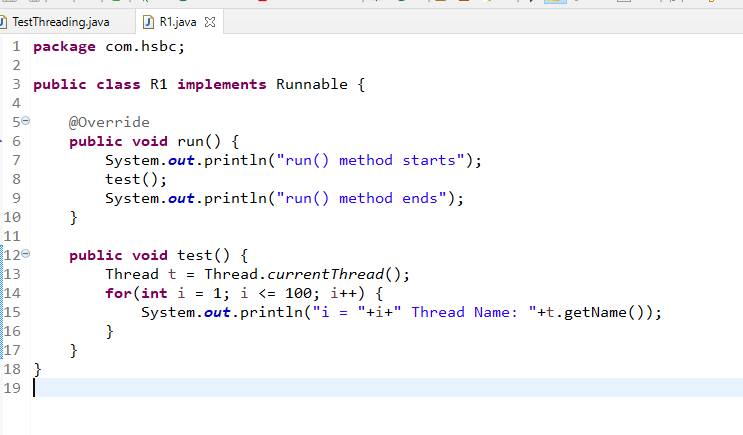 TestThreading.java
R1.java
1 package com.hsbc;
2
3 public class R1 implements Runnable {
4
5 @Override
6 public void run() {
7 System.out.println("run() method starts");
8 test();
9 System.out.println("run() method ends");
10 }
11
12 public void test() {
13 Thread t = Thread.currentThread();
14 for(int i = 1; i <= 100; i++) {
15 System.out.println("i = "+i+" Thread Name: "+t.getName());
16 }
17 }
18 }
19